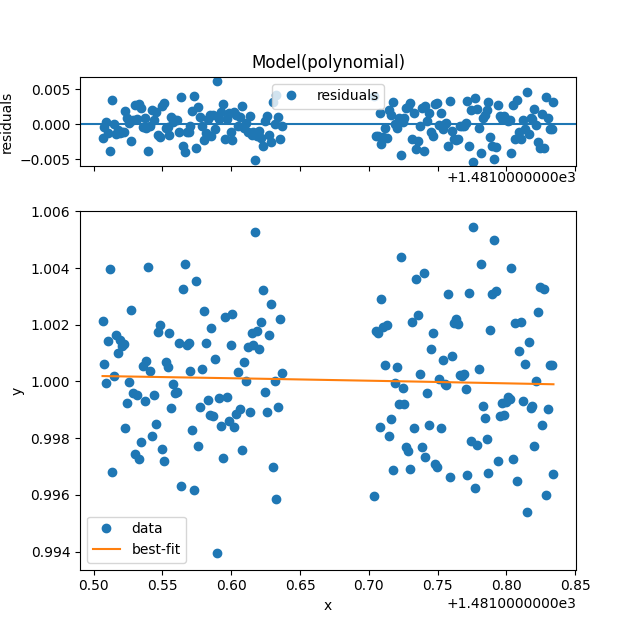 Model(polynomial)
residuals
0.005
0.000
−0.005
residuals
+1.4810000000e3
1.006
1.004
1.002
1.000
0.998
0.996
0.994
y
data
best-fit
0.50 0.55 0.60 0.65 0.70 0.75 0.80 0.85
x
+1.4810000000e3